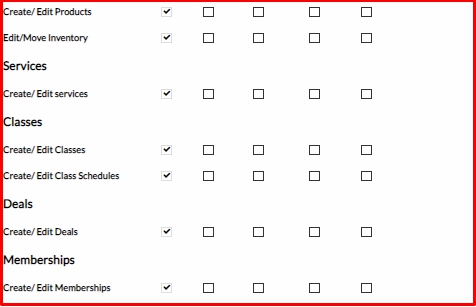 Create/ Edit Products
Edit/Move Inventory
Services
Create/ Edit services
Classes
Create/ Edit Classes
Create/ Edit Class Schedules
Deals
Create/ Edit Deals
Memberships
Create/ Edit Memberships